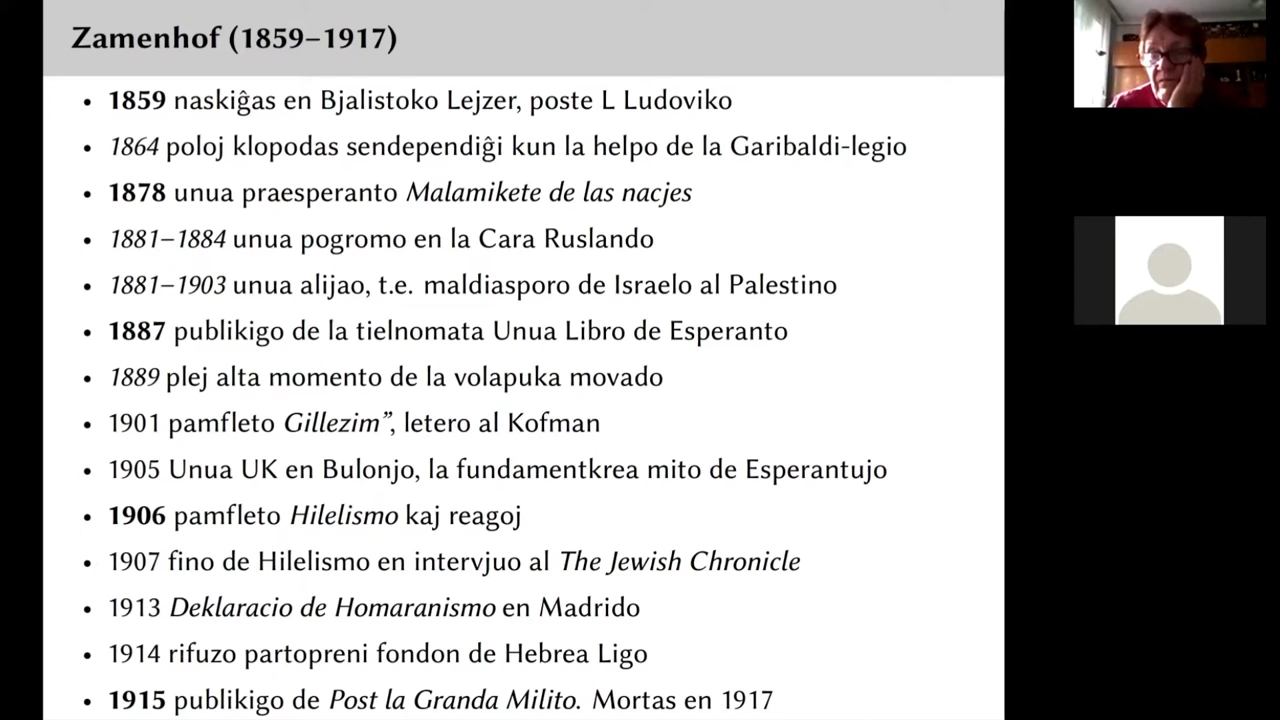 Zamenhof (1859–1917)
• 1859 naskiĝas en Bjalistoko Lejzer, poste L Ludoviko
• 1864 poloj klopodas sendependiĝi kun la helpo de la Garibaldi-legio
• 1878 unua praesperanto Malamikete de las nacjes
• 1881–1884 unua pogromo en la Cara Ruslando
• 1881–1903 unua alijao, t.e. maldiasporo de Israelo al Palestino
• 1887 publikigo de la tielnomata Unua Libro de Esperanto
• 1889 plej alta momento de la volapuka movado
• 1901 pamfleto Gillezim”, letero al Kofman
• 1905 Unua UK en Bulonjo, la fundamentkrea mito de Esperantujo
• 1906 pamfleto Hilelismo kaj reagoj
• 1907 fino de Hilelismo en intervjuo al The Jewish Chronicle
• 1913 Deklaracio de Homaranismo en Madrido
• 1914 rifuzo partopreni fondon de Hebrea Ligo
• 1915 publikigo de Post la Granda Milito. Mortas en 1917